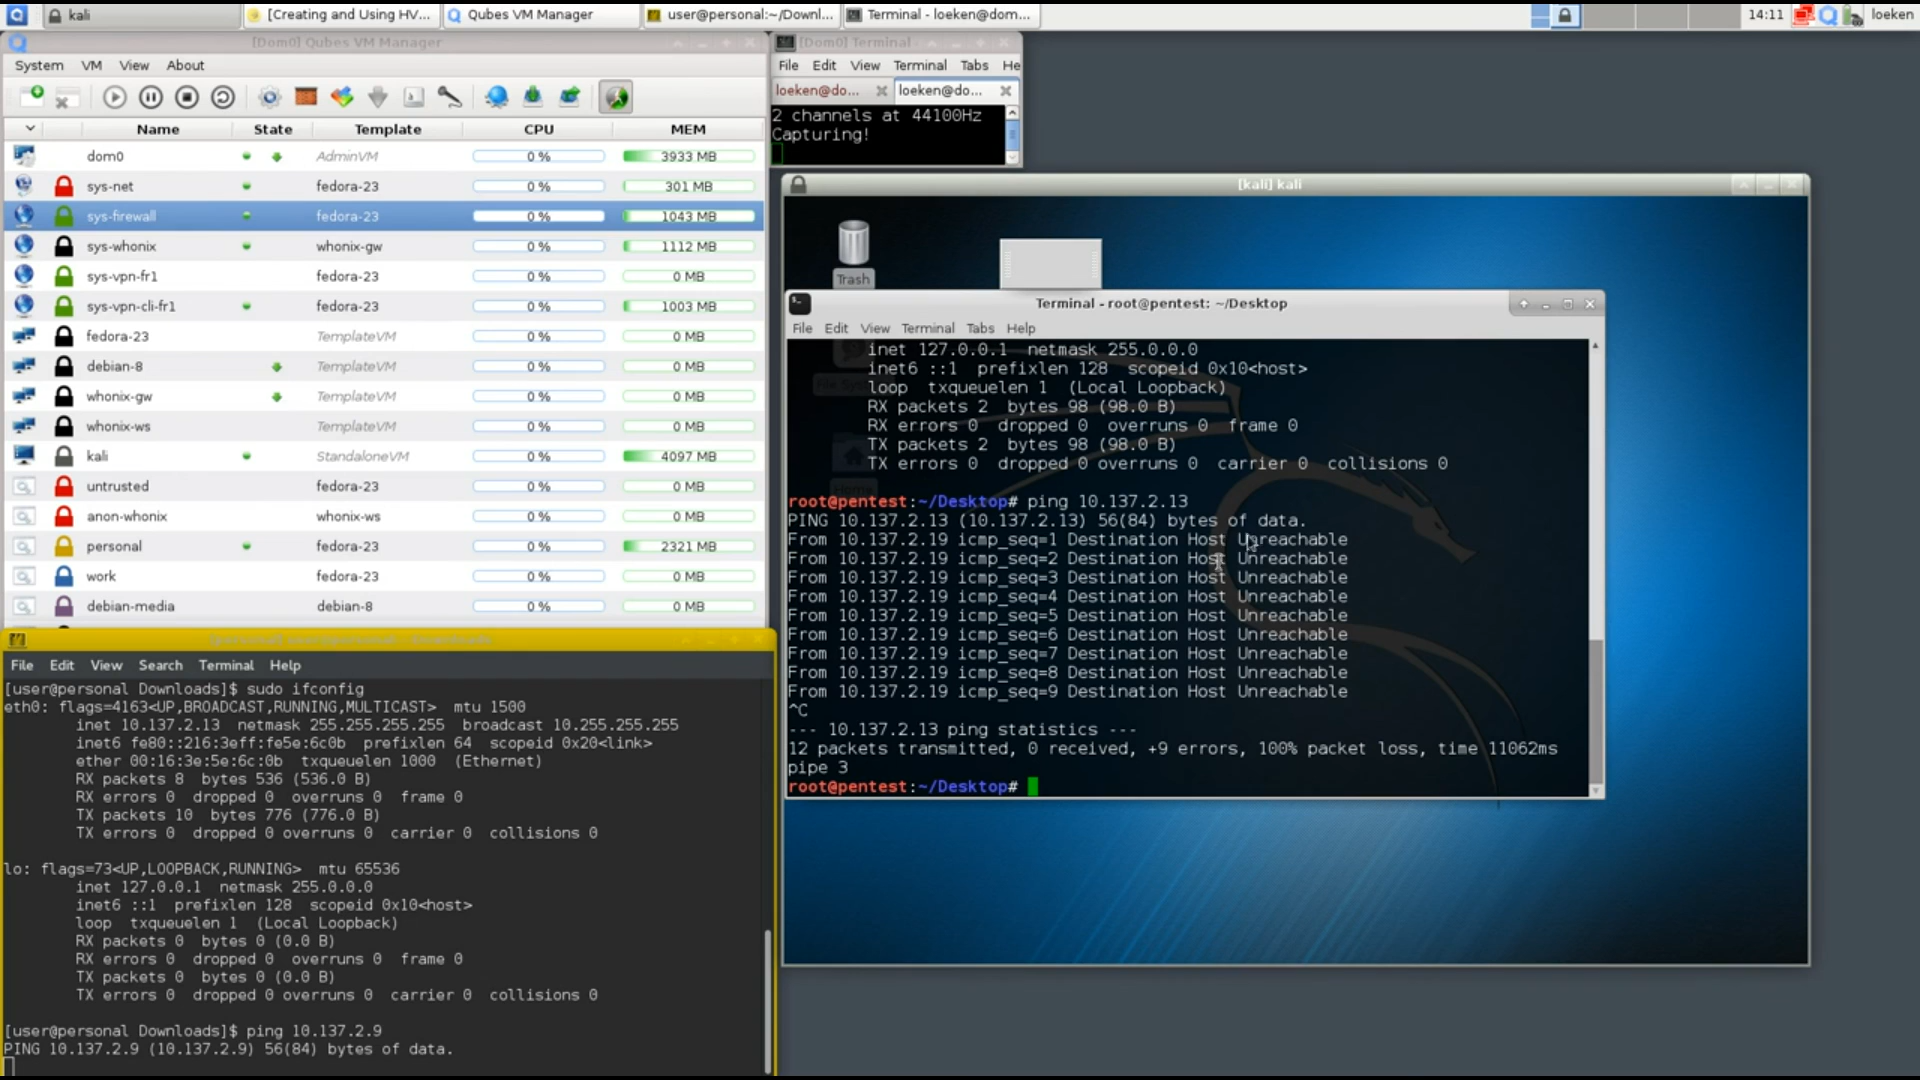 kali
[Creating and Using HV...
Qubes VM Manager
user@personal:~/Downl...
Terminal - loeken@dom...
14:11
loeken
[Dom0] Qubes VM Manager
System VM View About
Name State Template CPU MEM
dom0 AdminVM 0 % 3933 MB
sys-net fedora-23 0 % 301 MB
sys-firewall fedora-23 0 % 1043 MB
sys-whonix whonix-gw 0 % 1112 MB
sys-vpn-fr1 fedora-23 0 % 0 MB
sys-vpn-cli-fr1 fedora-23 0 % 1003 MB
fedora-23 TemplateVM 0 % 0 MB
debian-8 TemplateVM 0 % 0 MB
whonix-gw TemplateVM 0 % 0 MB
whonix-ws TemplateVM 0 % 0 MB
kali StandaloneVM 0 % 4097 MB
untrusted fedora-23 0 % 0 MB
anon-whonix whonix-ws 0 % 0 MB
personal fedora-23 0 % 2321 MB
work fedora-23 0 % 0 MB
debian-media debian-8 0 % 0 MB
[Dom0] Terminal -
File Edit View Terminal Tabs He
loeken@do... loeken@do...
2 channels at 44100Hz
Capturing!
[kali] kali
Trash
Terminal - root@pentest: ~/Desktop
File Edit View Terminal Tabs Help
inet 127.0.0.1 netmask 255.0.0.0
inet6 ::1 prefixlen 128 scopeid 0x10<host>
loop txqueuelen 1 (Local Loopback)
RX packets 2 bytes 98 (98.0 B)
RX errors 0 dropped 0 overruns 0 frame 0
TX packets 2 bytes 98 (98.0 B)
TX errors 0 dropped 0 overruns 0 carrier 0 collisions 0
root@pentest:~/Desktop# ping 10.137.2.13
PING 10.137.2.13 (10.137.2.13) 56(84) bytes of data.
From 10.137.2.19 icmp_seq=1 Destination Host Unreachable
From 10.137.2.19 icmp_seq=2 Destination Host Unreachable
From 10.137.2.19 icmp_seq=3 Destination Host Unreachable
From 10.137.2.19 icmp_seq=4 Destination Host Unreachable
From 10.137.2.19 icmp_seq=5 Destination Host Unreachable
From 10.137.2.19 icmp_seq=6 Destination Host Unreachable
From 10.137.2.19 icmp_seq=7 Destination Host Unreachable
From 10.137.2.19 icmp_seq=8 Destination Host Unreachable
From 10.137.2.19 icmp_seq=9 Destination Host Unreachable
^C
--- 10.137.2.13 ping statistics ---
12 packets transmitted, 0 received, +9 errors, 100% packet loss, time 11062ms
pipe 3
root@pentest:~/Desktop#
File Edit View Search Terminal Help
[user@personal Downloads]$ sudo ifconfig
eth0: flags=4163<UP,BROADCAST,RUNNING,MULTICAST> mtu 1500
inet 10.137.2.13 netmask 255.255.255.255 broadcast 10.255.255.255
inet6 fe80::216:3eff:fe5e:6c0b prefixlen 64 scopeid 0x20<link>
ether 00:16:3e:5e:6c:0b txqueuelen 1000 (Ethernet)
RX packets 8 bytes 536 (536.0 B)
RX errors 0 dropped 0 overruns 0 frame 0
TX packets 10 bytes 776 (776.0 B)
TX errors 0 dropped 0 overruns 0 carrier 0 collisions 0
lo: flags=73<UP,LOOPBACK,RUNNING> mtu 65536
inet 127.0.0.1 netmask 255.0.0.0
inet6 ::1 prefixlen 128 scopeid 0x10<host>
loop txqueuelen 1 (Local Loopback)
RX packets 0 bytes 0 (0.0 B)
RX errors 0 dropped 0 overruns 0 frame 0
TX packets 0 bytes 0 (0.0 B)
TX errors 0 dropped 0 overruns 0 carrier 0 collisions 0
[user@personal Downloads]$ ping 10.137.2.9
PING 10.137.2.9 (10.137.2.9) 56(84) bytes of data.